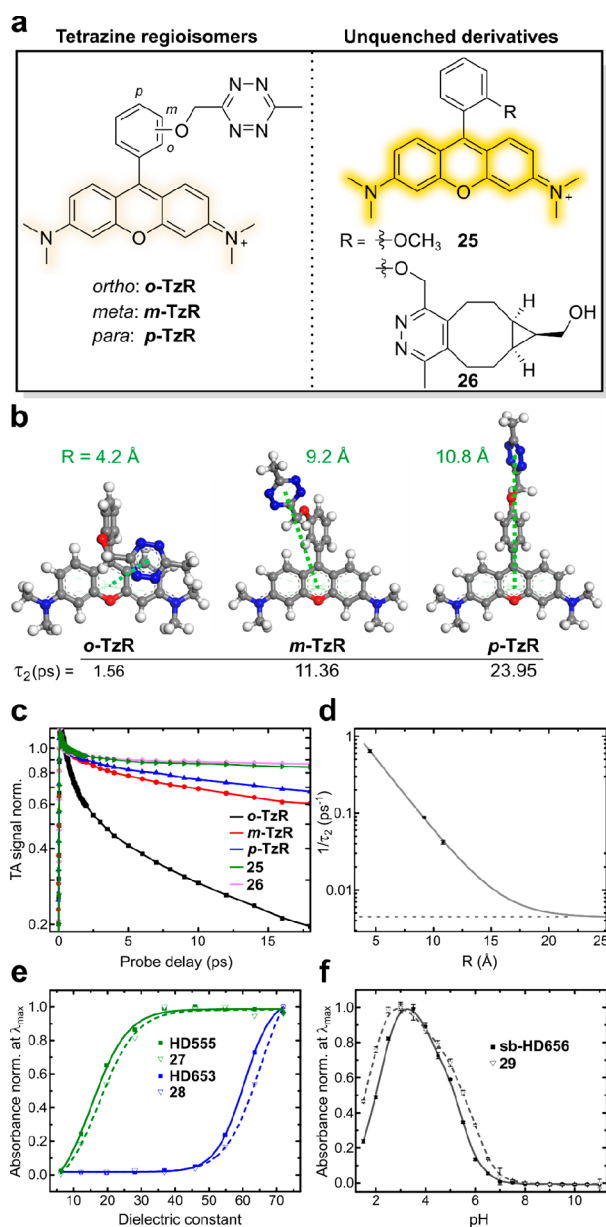 a
Tetrazine regioisomers
Unquenched derivatives
N=N
N–N
p
m
o
O
R
N
O
N+
N
O
N+
R = OCH3 25
O
ortho: o-TzR
meta: m-TzR
para: p-TzR
N
N
H
H
OH
26
b
R = 4.2 Å
9.2 Å
10.8 Å
o-TzR
m-TzR
p-TzR
τ2(ps) = 1.56 11.36 23.95
c
TA signal norm.
1.0
0.8
0.6
0.4
0.2
o-TzR
m-TzR
p-TzR
25
26
0 5 10 15
Probe delay (ps)
d
1/τ2 (ps-1)
1
0.1
0.01
5 10 15 20 25
R (Å)
e
Absorbance norm. at λmax
1.0
0.8
0.6
0.4
0.2
0.0
HD555
27
HD653
28
10 20 30 40 50 60 70
Dielectric constant
f
Absorbance norm. at λmax
1.0
0.8
0.6
0.4
0.2
0.0
sb-HD656
29
2 4 6 8 10
pH